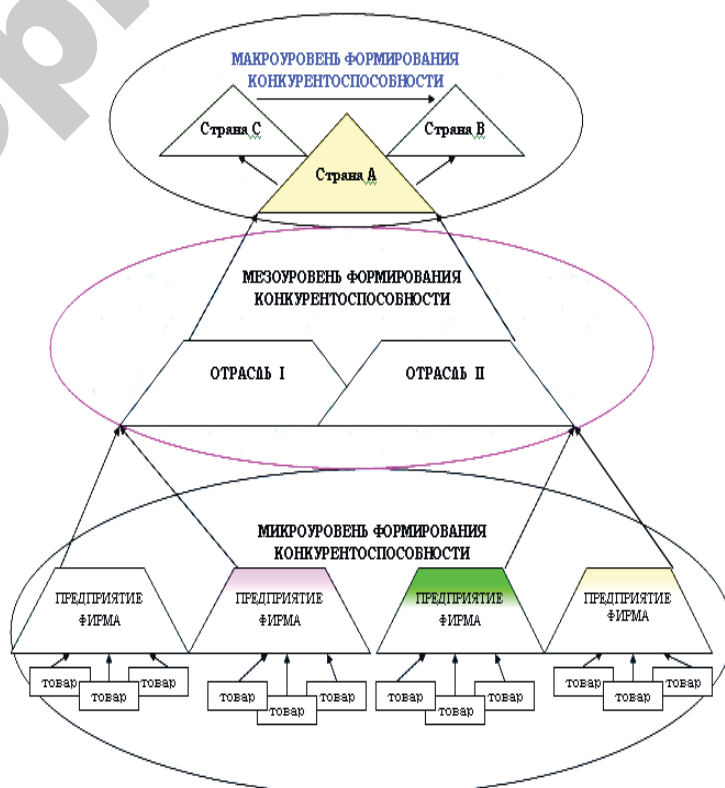 МАКРОУРОВЕНЬ ФОРМИРОВАНИЯ
КОНКУРЕНТОСПОСОБНОСТИ
Страна С
Страна В
Страна А
МЕЗОУРОВЕНЬ ФОРМИРОВАНИЯ
КОНКУРЕНТОСПОСОБНОСТИ
ОТРАСЛЬ I
ОТРАСЛЬ II
МИКРОУРОВЕНЬ ФОРМИРОВАНИЯ
КОНКУРЕНТОСПОСОБНОСТИ
ПРЕДПРИЯТИЕ
ФИРМА
ПРЕДПРИЯТИЕ
ФИРМА
ПРЕДПРИЯТИЕ
ФИРМА
ПРЕДПРИЯТИЕ
ФИРМА
товар
товар
товар
товар
товар
товар
товар
товар
товар
товар
товар
товар